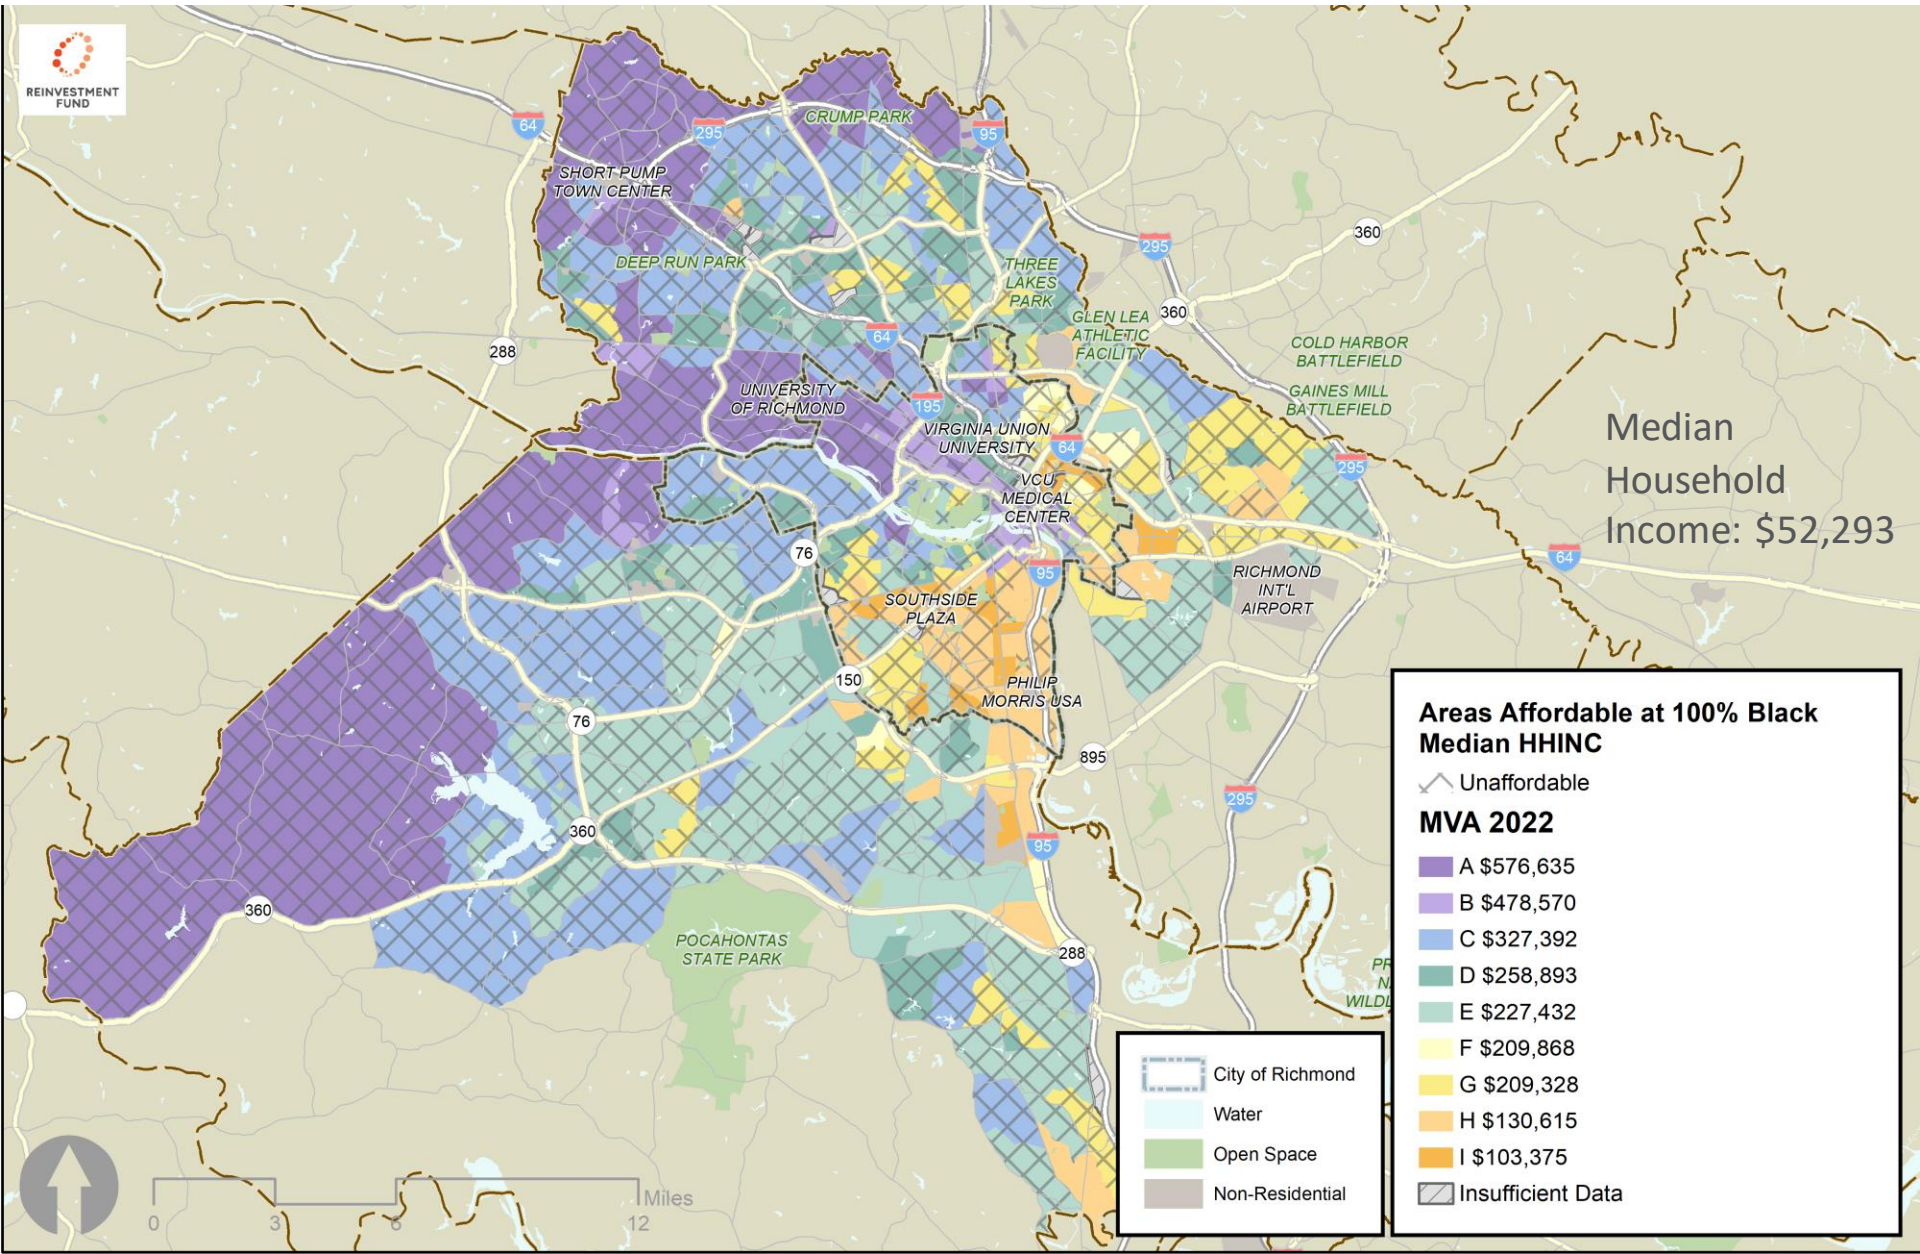 REINVESTMENT
FUND
64
295
CRUMP PARK
95
SHORT PUMP
TOWN CENTER
360
295
DEEP RUN PARK
THREE
LAKES
PARK
360
GLEN LEA
ATHLETIC
FACILITY
64
288
COLD HARBOR
BATTLEFIELD
UNIVERSITY
OF RICHMOND
195
GAINES MILL
BATTLEFIELD
VIRGINIA UNION
UNIVERSITY
64
295
Median
Household
Income: $52,293
VCU
MEDICAL
CENTER
76
64
95
RICHMOND
INT'L
AIRPORT
SOUTHSIDE
PLAZA
150
PHILIP
MORRIS USA
76
895
295
360
95
360
POCAHONTAS
STATE PARK
288
PR
N
WILDL
Areas Affordable at 100% Black
Median HHINC
Unaffordable
MVA 2022
A $576,635
B $478,570
C $327,392
D $258,893
E $227,432
F $209,868
G $209,328
H $130,615
I $103,375
Insufficient Data
City of Richmond
Water
Open Space
Non-Residential
Miles
0 3 6 12